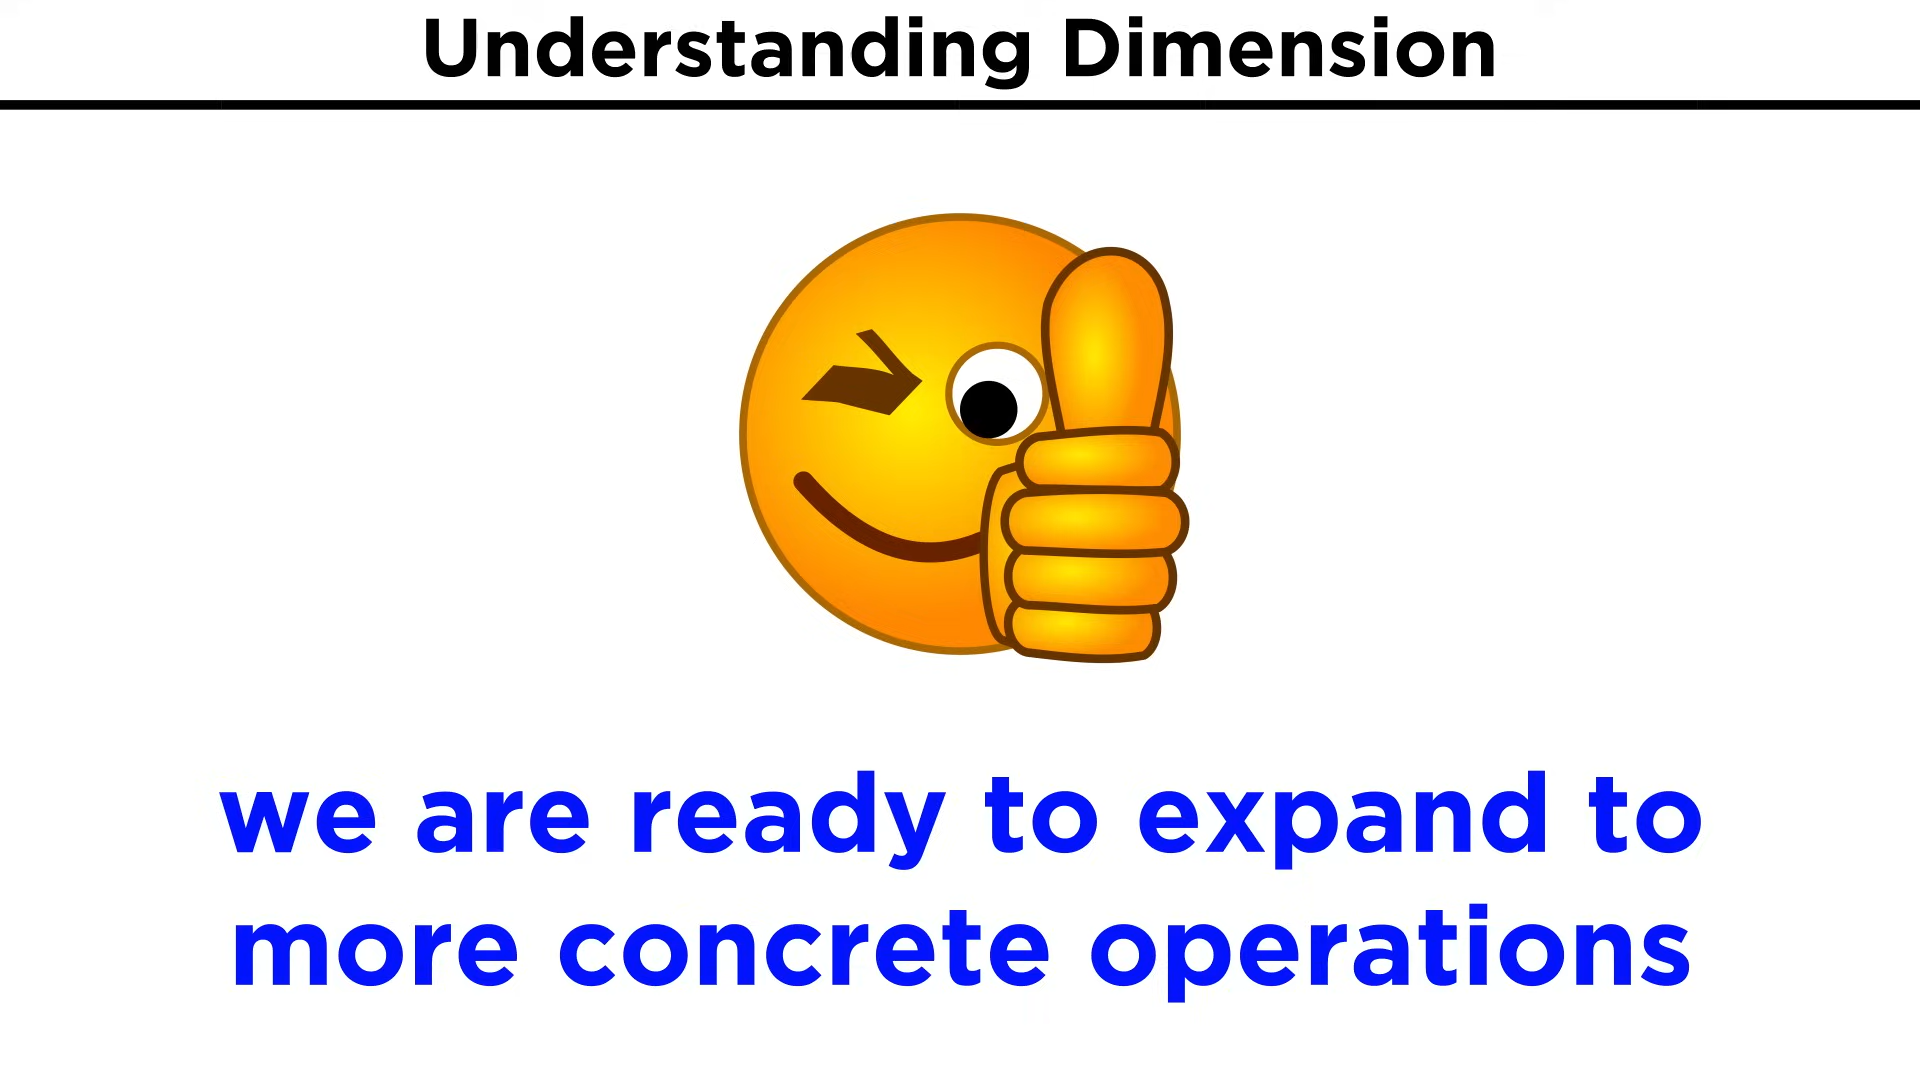 Understanding Dimension
we are ready to expand to
more concrete operations